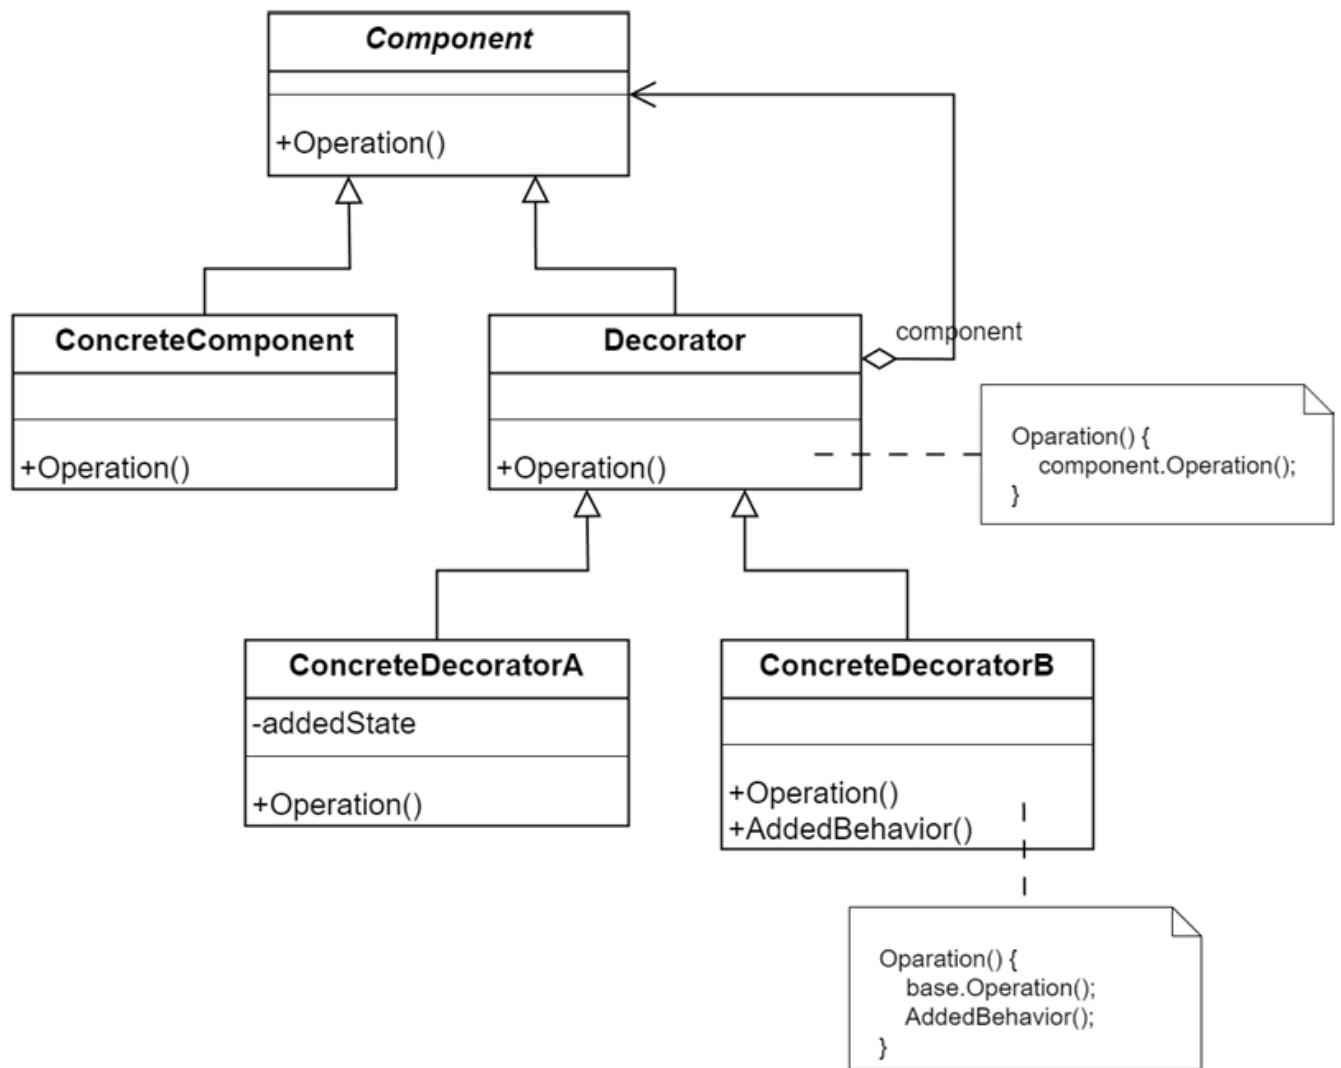 Component
+Operation()
ConcreteComponent
+Operation()
Decorator
+Operation()
component
Oparation() {
component.Operation();
}
ConcreteDecoratorA
-addedState
+Operation()
ConcreteDecoratorB
+Operation()
+AddedBehavior()
Oparation() {
base.Operation();
AddedBehavior();
}